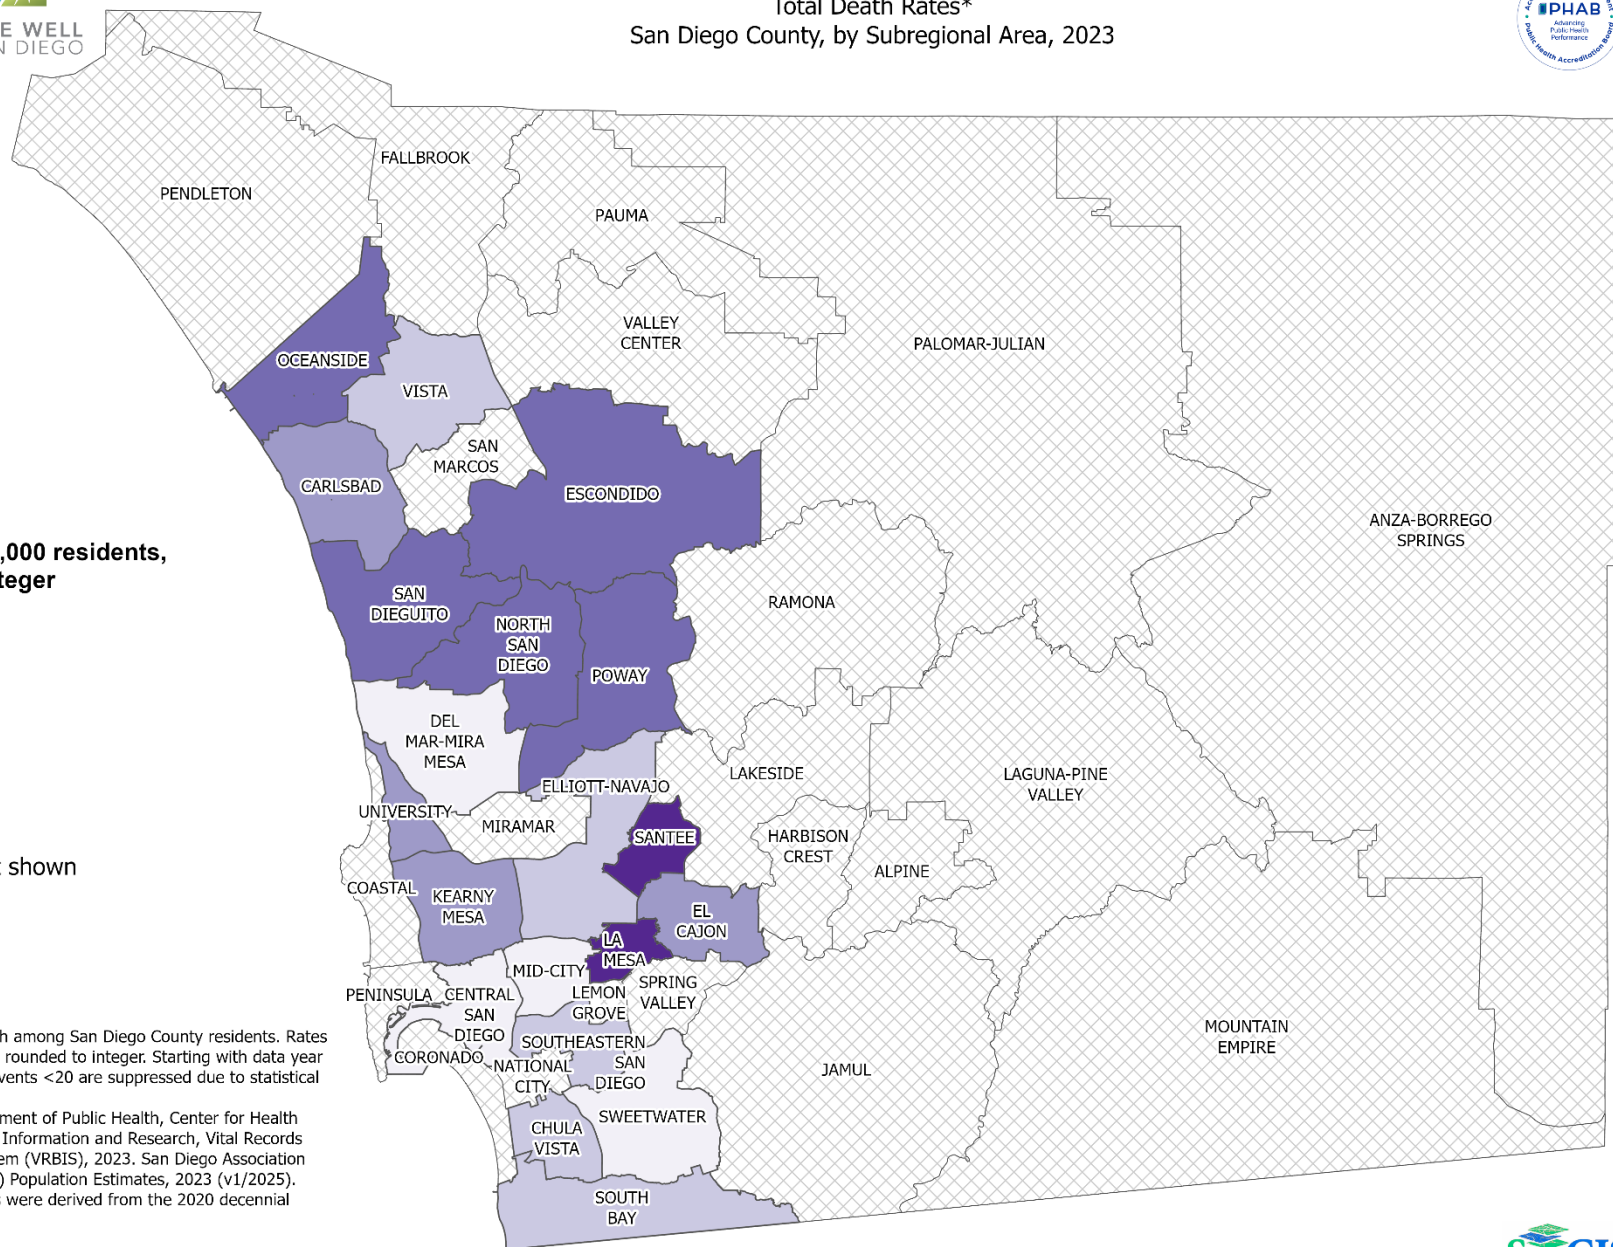 E WELL
N DIEGO
Total Death Rates*
San Diego County, by Subregional Area, 2023
PHAB
Advancing
Public Health
Performance
Public Health Accreditation Board
PENDLETON
FALLBROOK
PAUMA
VALLEY
CENTER
PALOMAR-JULIAN
OCEANSIDE
VISTA
SAN
MARCOS
CARLSBAD
ESCONDIDO
ANZA-BORREGO
SPRINGS
,000 residents,
teger
SAN
DIEGUITO
NORTH
SAN
DIEGO
RAMONA
POWAY
DEL
MAR-MIRA
MESA
ELLIOTT-NAVAJO
LAKESIDE
LAGUNA-PINE
VALLEY
UNIVERSITY
MIRAMAR
SANTEE
HARBISON
CREST
ALPINE
shown
COASTAL
KEARNY
MESA
EL
CAJON
LA
MESA
MID-CITY
SPRING
VALLEY
LEMON
GROVE
PENINSULA
CENTRAL
SAN
DIEGO
CORONADO
SOUTHEASTERN
SAN
DIEGO
NATIONAL
CITY
JAMUL
MOUNTAIN
EMPIRE
SWEETWATER
CHULA
VISTA
SOUTH
BAY
h among San Diego County residents. Rates
rounded to integer. Starting with data year
vents <20 are suppressed due to statistical
ment of Public Health, Center for Health
Information and Research, Vital Records
em (VRBIS), 2023. San Diego Association
) Population Estimates, 2023 (v1/2025).
s were derived from the 2020 decennial